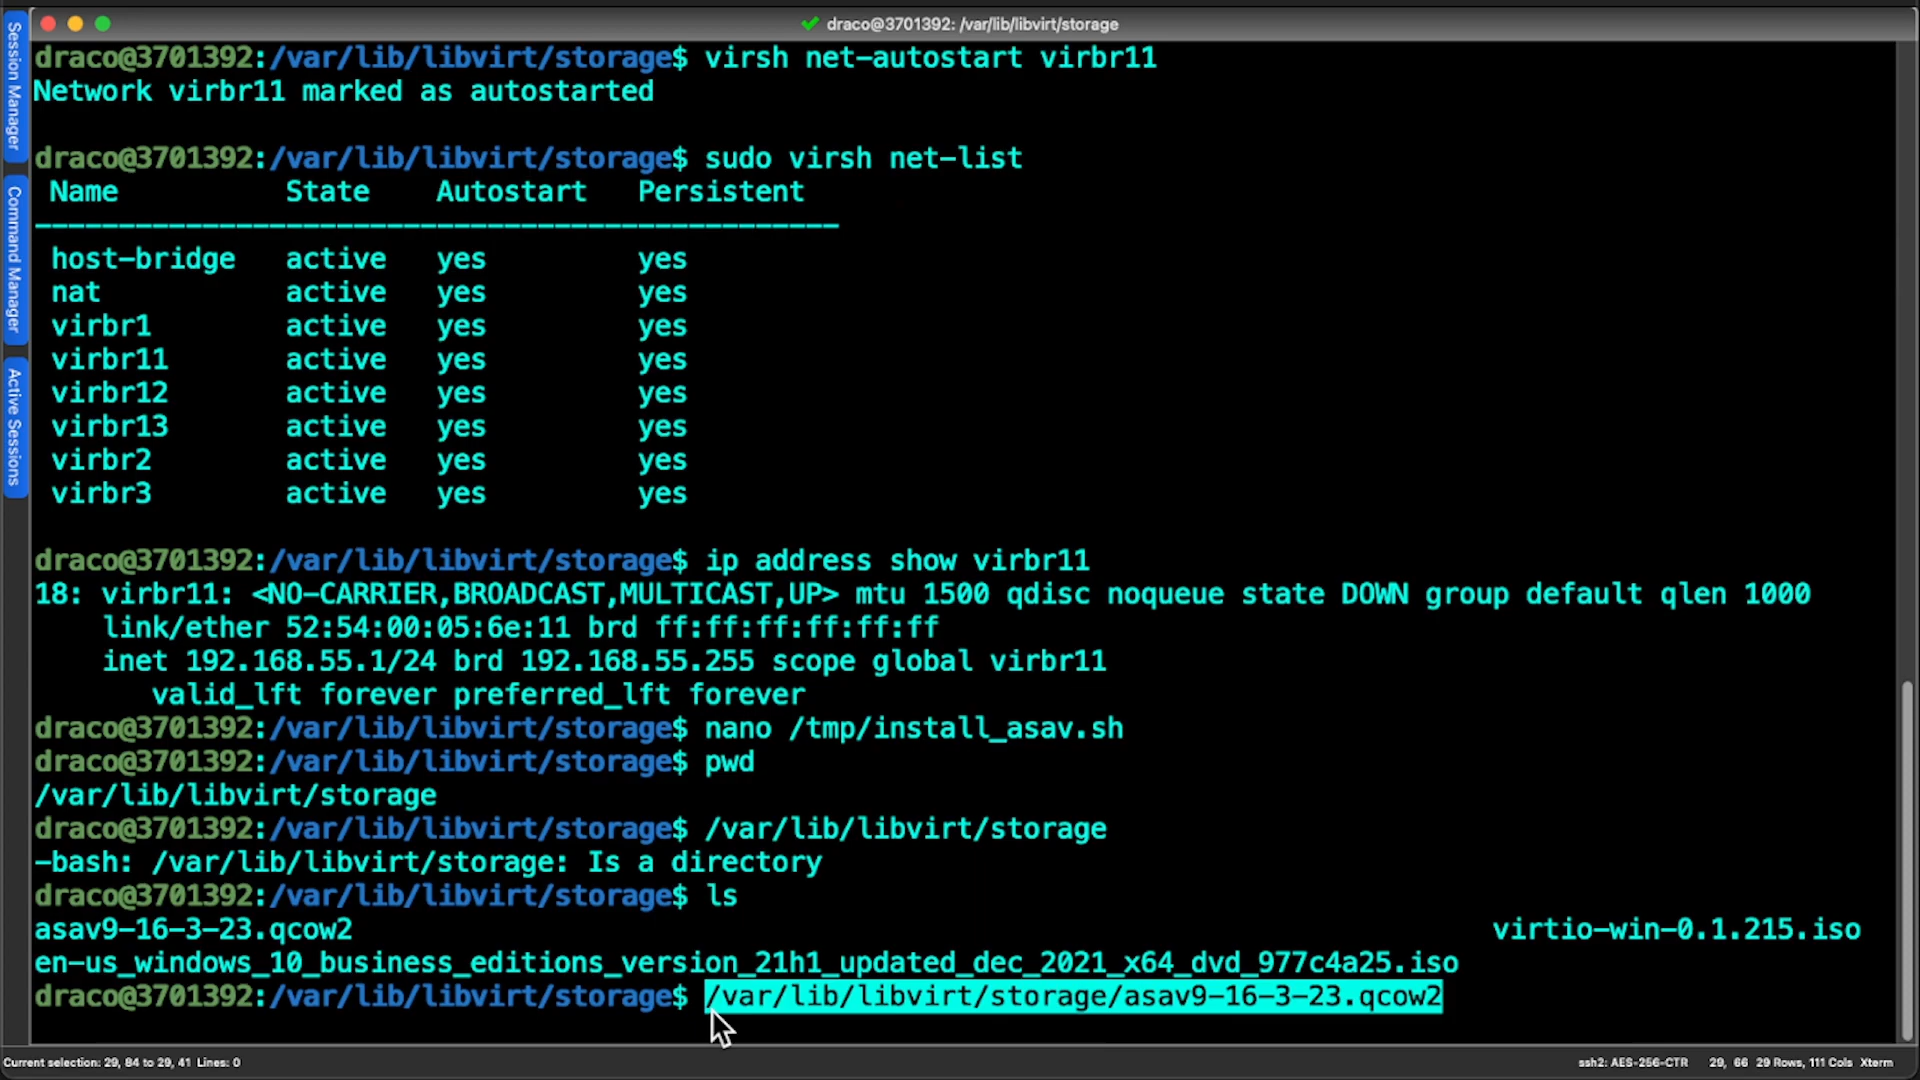 draco@3701392: /var/lib/libvirt/storage
Session Manager
Command Manager
Active Sessions
draco@3701392:/var/lib/libvirt/storage$ virsh net-autostart virbr11
Network virbr11 marked as autostarted
draco@3701392:/var/lib/libvirt/storage$ sudo virsh net-list
Name State Autostart Persistent
host-bridge active yes yes
nat active yes yes
virbr1 active yes yes
virbr11 active yes yes
virbr12 active yes yes
virbr13 active yes yes
virbr2 active yes yes
virbr3 active yes yes
draco@3701392:/var/lib/libvirt/storage$ ip address show virbr11
18: virbr11: <NO-CARRIER,BROADCAST,MULTICAST,UP> mtu 1500 qdisc noqueue state DOWN group default qlen 1000
link/ether 52:54:00:05:6e:11 brd ff:ff:ff:ff:ff:ff
inet 192.168.55.1/24 brd 192.168.55.255 scope global virbr11
valid_lft forever preferred_lft forever
draco@3701392:/var/lib/libvirt/storage$ nano /tmp/install_asav.sh
draco@3701392:/var/lib/libvirt/storage$ pwd
/var/lib/libvirt/storage
draco@3701392:/var/lib/libvirt/storage$ /var/lib/libvirt/storage
-bash: /var/lib/libvirt/storage: Is a directory
draco@3701392:/var/lib/libvirt/storage$ ls
asav9-16-3-23.qcow2 virtio-win-0.1.215.iso
en-us_windows_10_business_editions_version_21h1_updated_dec_2021_x64_dvd_977c4a25.iso
draco@3701392:/var/lib/libvirt/storage$ /var/lib/libvirt/storage/asav9-16-3-23.qcow2
Current selection: 29, 84 to 29, 41 Lines: 0 ssh2: AES-256-CTR 29, 66 29 Rows, 111 Cols Xterm